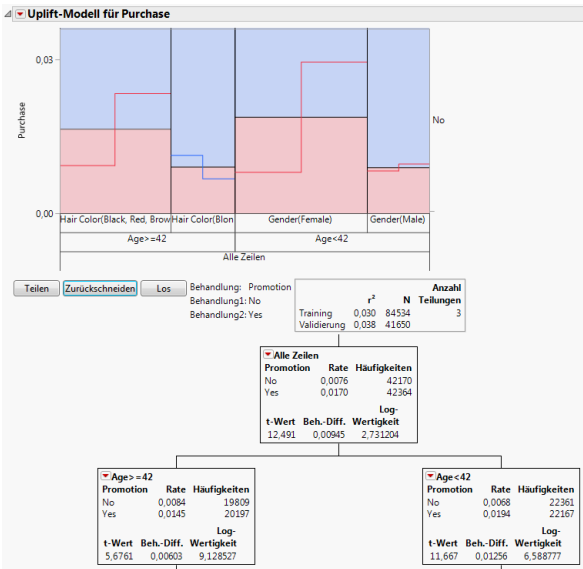 Uplift-Modell für Purchase
0,03
Purchase
No
0,00
Hair Color(Black, Red, Brow Hair Color(Blon Gender(Female) Gender(Male)
Age>=42 Age<42
Alle Zeilen
Teilen Zurückschneiden Los
Behandlung: Promotion
Behandlung1: No
Behandlung2: Yes
Anzahl
r² N Teilungen
Training 0,030 84534 3
Validierung 0,038 41650
Alle Zeilen
Promotion Rate Häufigkeiten
No 0,0076 42170
Yes 0,0170 42364
Log-
t-Wert Beh.-Diff. Wertigkeit
12,491 0,00945 2,731204
Age>=42
Promotion Rate Häufigkeiten
No 0,0084 19809
Yes 0,0145 20197
Log-
t-Wert Beh.-Diff. Wertigkeit
5,6761 0,00603 9,128527
Age<42
Promotion Rate Häufigkeiten
No 0,0068 22361
Yes 0,0194 22167
Log-
t-Wert Beh.-Diff. Wertigkeit
11,667 0,01256 6,588777